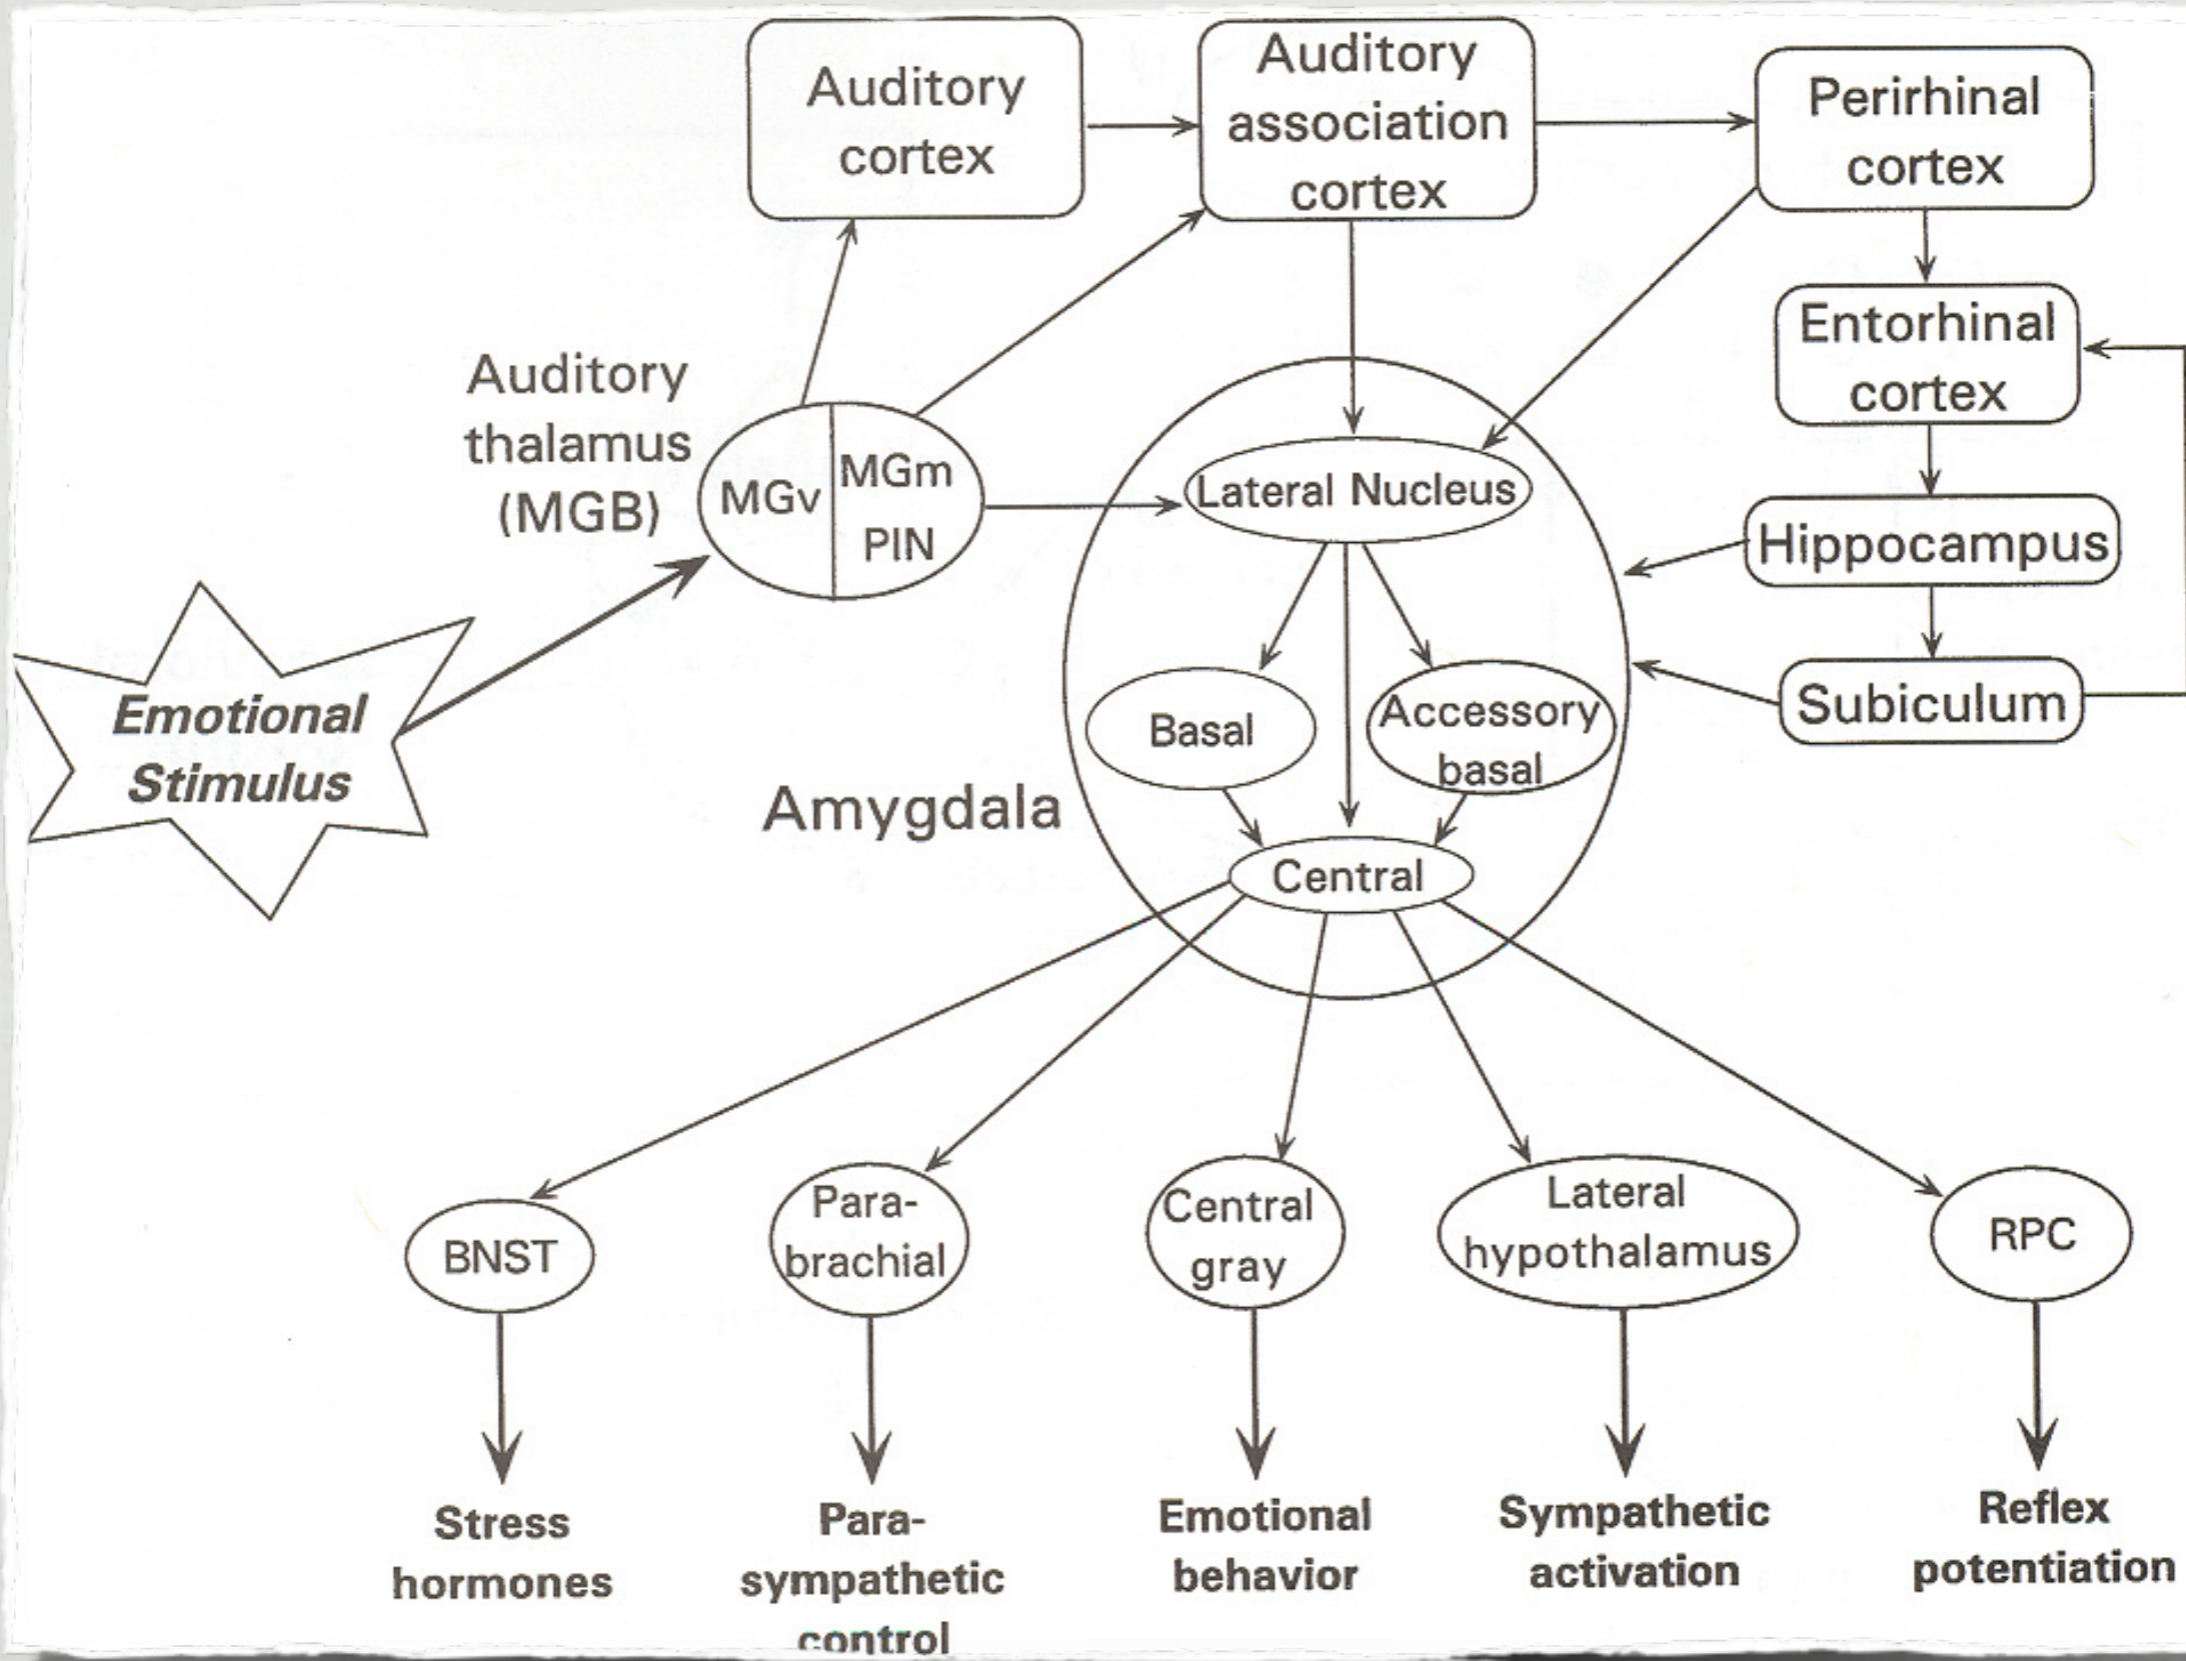 Auditory
cortex
Auditory
association
cortex
Perirhinal
cortex
Entorhinal
cortex
Hippocampus
Subiculum
Auditory
thalamus
(MGB)
MGv
MGm
PIN
Emotional
Stimulus
Lateral Nucleus
Basal
Accessory
basal
Central
Amygdala
BNST
Para-
brachial
Central
gray
Lateral
hypothalamus
RPC
Stress
hormones
Para-
sympathetic
control
Emotional
behavior
Sympathetic
activation
Reflex
potentiation